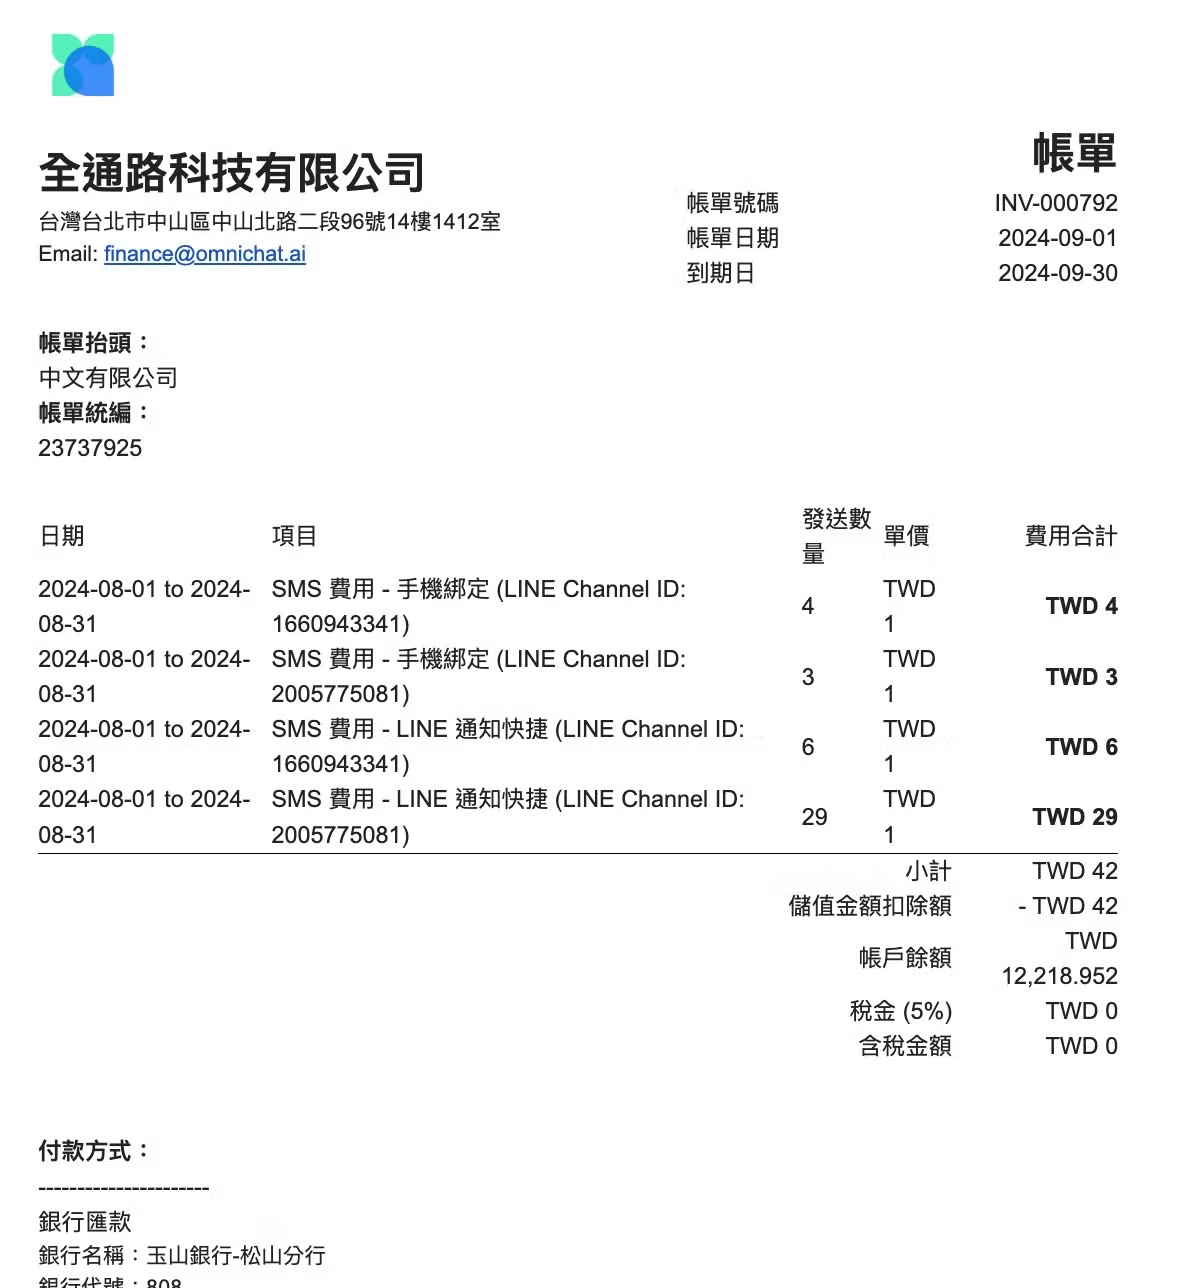 全通路科技有限公司
台灣台北市中山區中山北路二段96號14樓1412室
Email: finance@omnichat.ai
帳單
帳單號碼 INV-000792
帳單日期 2024-09-01
到期日 2024-09-30
帳單抬頭：
中文有限公司
帳單統編：
23737925
日期 項目 發送數量 單價 費用合計
2024-08-01 to 2024- SMS 費用 - 手機綁定 (LINE Channel ID: 4 TWD TWD 4
08-31 1660943341) 1
2024-08-01 to 2024- SMS 費用 - 手機綁定 (LINE Channel ID: 3 TWD TWD 3
08-31 2005775081) 1
2024-08-01 to 2024- SMS 費用 - LINE 通知快捷 (LINE Channel ID: 6 TWD TWD 6
08-31 1660943341) 1
2024-08-01 to 2024- SMS 費用 - LINE 通知快捷 (LINE Channel ID: 29 TWD TWD 29
08-31 2005775081) 1
小計 TWD 42
儲值金額扣除額 - TWD 42
帳戶餘額 TWD
12,218.952
稅金 (5%) TWD 0
含稅金額 TWD 0
付款方式：
----------------------
銀行匯款
銀行名稱：玉山銀行-松山分行
銀行代號：808